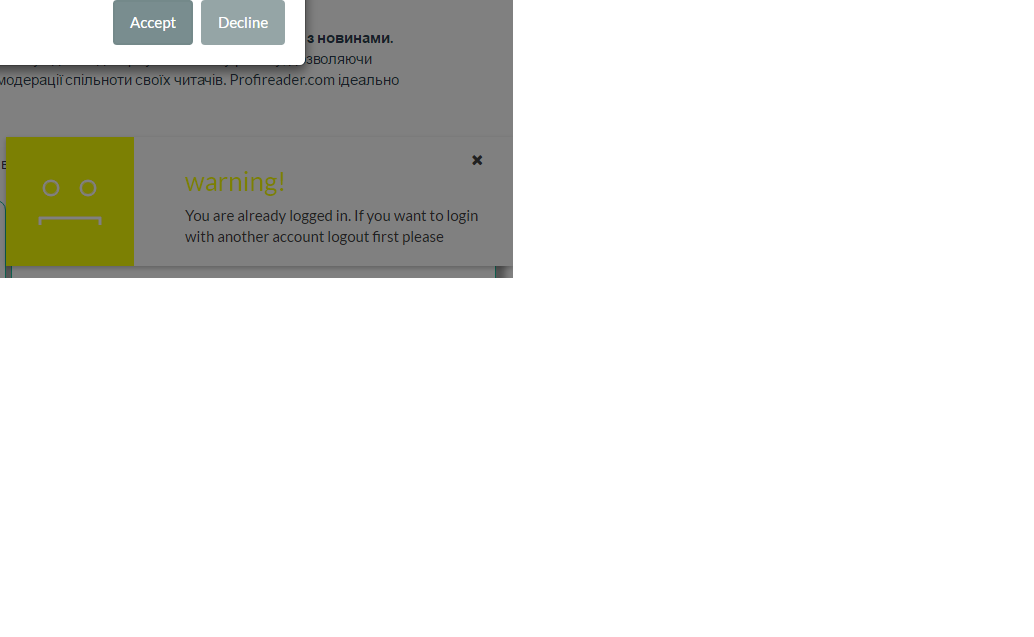 Accept Decline
з новинами.
зволяючи
модерації спільноти своїх читачів. Profireader.com ідеально
warning!
You are already logged in. If you want to login
with another account logout first please